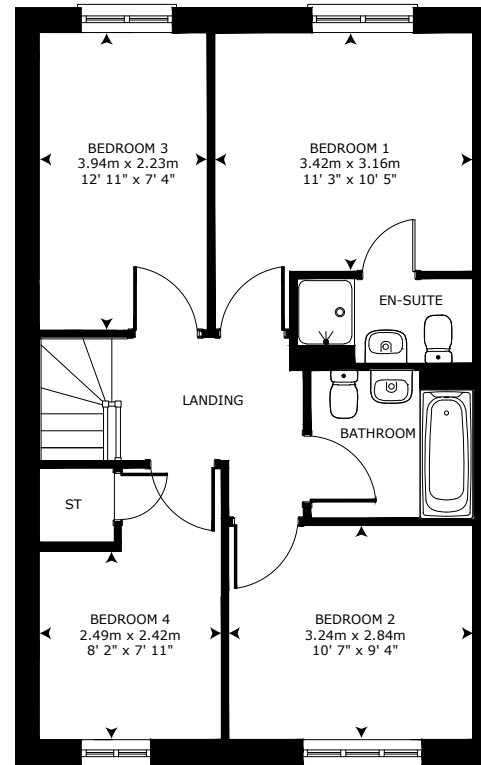 BEDROOM 3
3.94m x 2.23m
12' 11" x 7' 4"
BEDROOM 1
3.42m x 3.16m
11' 3" x 10' 5"
EN-SUITE
LANDING
BATHROOM
ST
BEDROOM 4
2.49m x 2.42m
8' 2" x 7' 11"
BEDROOM 2
3.24m x 2.84m
10' 7" x 9' 4"